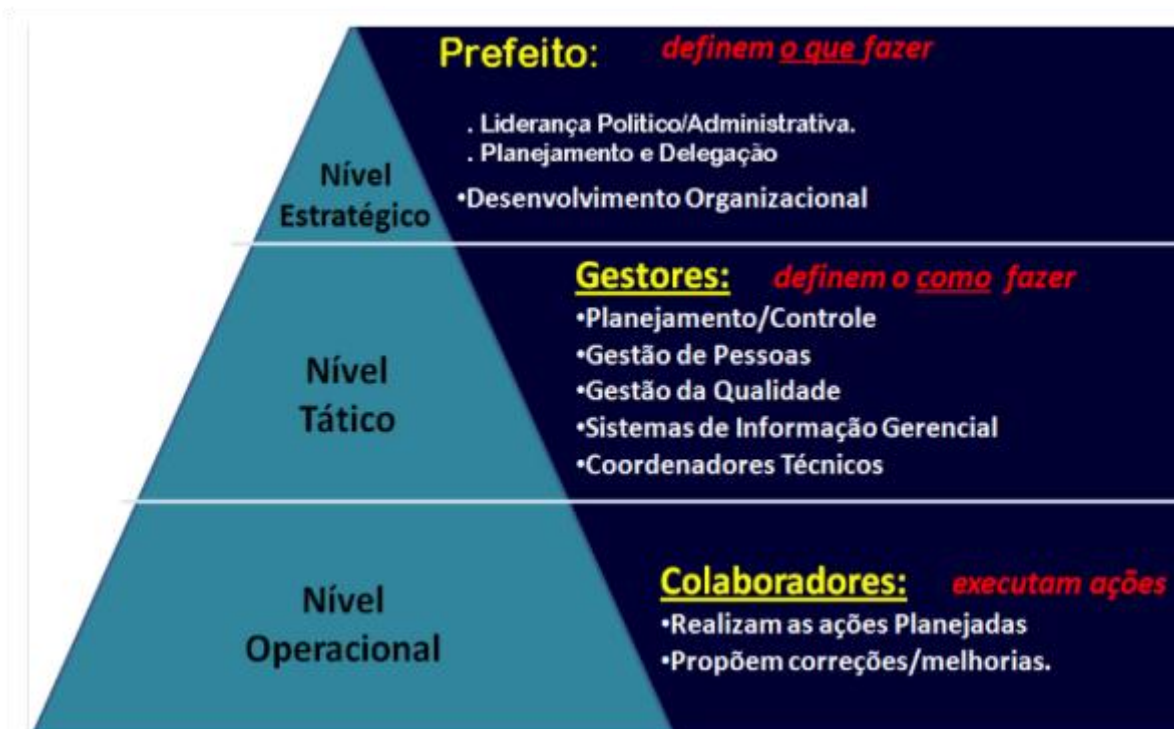 Prefeito: definem o que fazer
. Liderança Politico/Administrativa.
. Planejamento e Delegação
•Desenvolvimento Organizacional
Nível
Estratégico
Gestores: definem o como fazer
•Planejamento/Controle
•Gestão de Pessoas
•Gestão da Qualidade
•Sistemas de Informação Gerencial
•Coordenadores Técnicos
Nível
Tático
Colaboradores: executam ações
•Realizam as ações Planejadas
•Propõem correções/melhorias.
Nível
Operacional